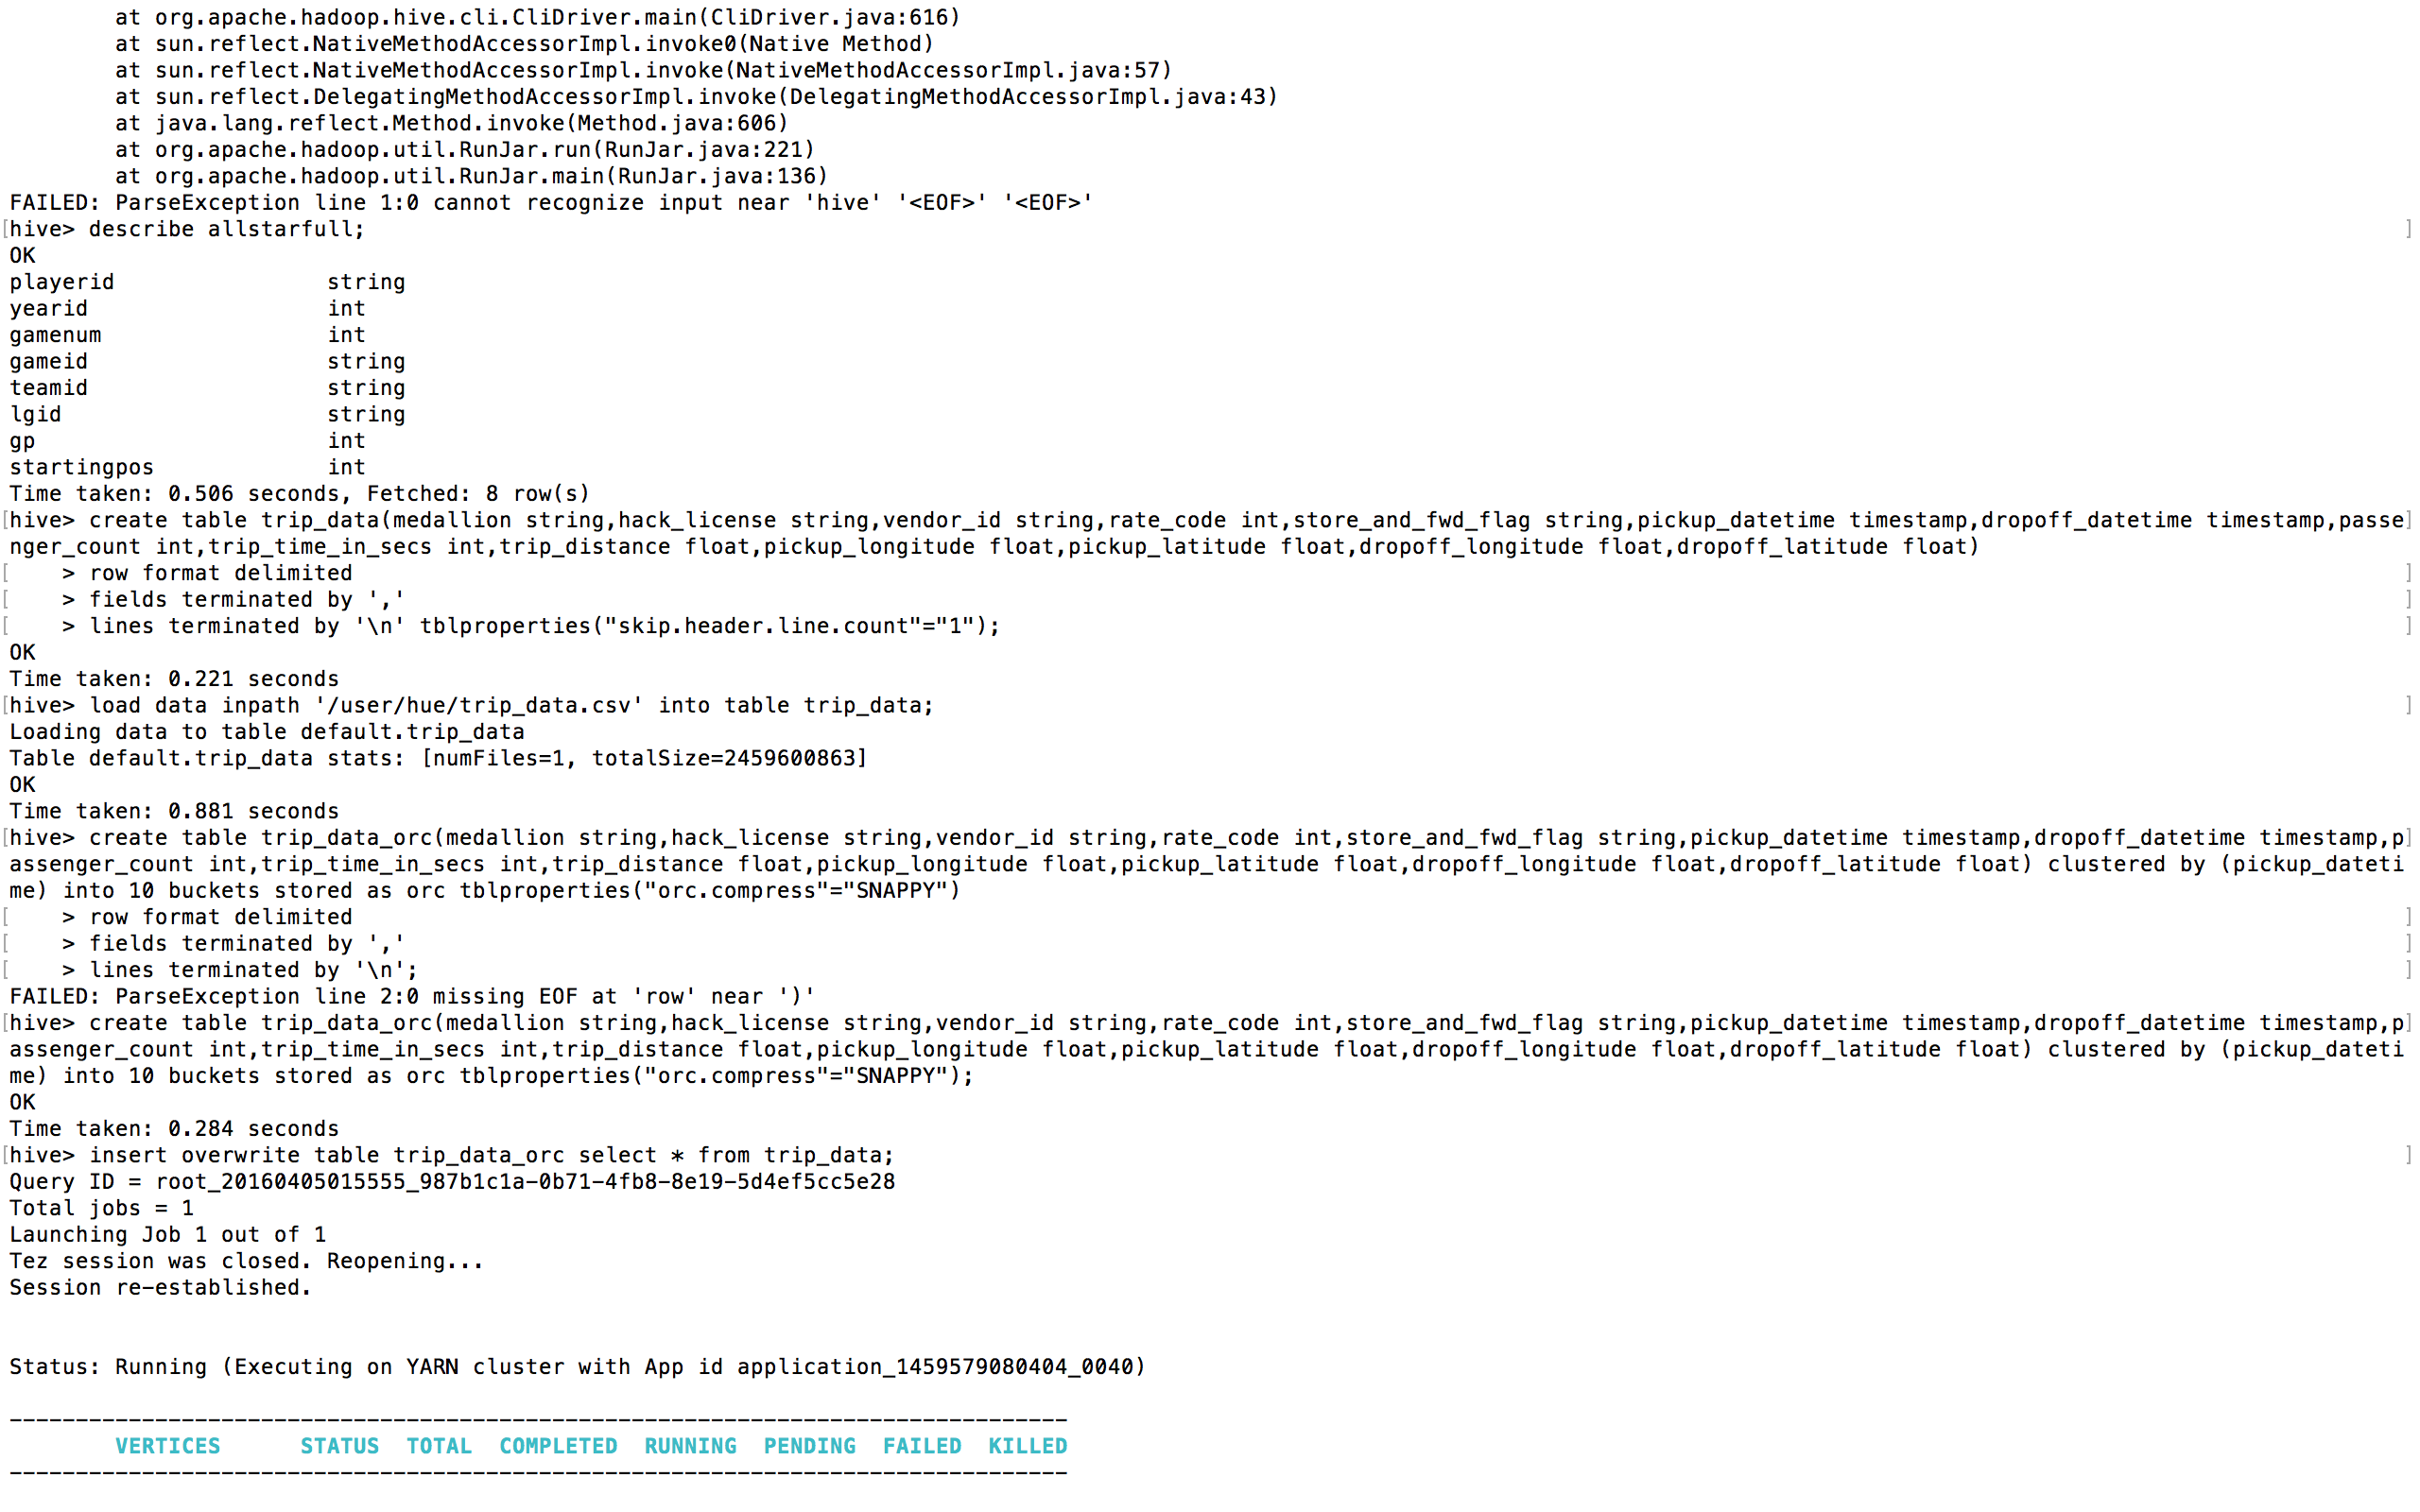 at org.apache.hadoop.hive.cli.CliDriver.main(CliDriver.java:616)
at sun.reflect.NativeMethodAccessorImpl.invoke0(Native Method)
at sun.reflect.NativeMethodAccessorImpl.invoke(NativeMethodAccessorImpl.java:57)
at sun.reflect.DelegatingMethodAccessorImpl.invoke(DelegatingMethodAccessorImpl.java:43)
at java.lang.reflect.Method.invoke(Method.java:606)
at org.apache.hadoop.util.RunJar.run(RunJar.java:221)
at org.apache.hadoop.util.RunJar.main(RunJar.java:136)
FAILED: ParseException line 1:0 cannot recognize input near 'hive' '<EOF>' '<EOF>'
[hive> describe allstarfull; ]
OK
playerid string
yearid int
gamenum int
gameid string
teamid string
lgid string
gp int
startingpos int
Time taken: 0.506 seconds, Fetched: 8 row(s)
[hive> create table trip_data(medallion string,hack_license string,vendor_id string,rate_code int,store_and_fwd_flag string,pickup_datetime timestamp,dropoff_datetime timestamp,passe]
nger_count int,trip_time_in_secs int,trip_distance float,pickup_longitude float,pickup_latitude float,dropoff_longitude float,dropoff_latitude float)
[ > row format delimited ]
[ > fields terminated by ',' ]
[ > lines terminated by '\n' tblproperties("skip.header.line.count"="1"); ]
OK
Time taken: 0.221 seconds
[hive> load data inpath '/user/hue/trip_data.csv' into table trip_data; ]
Loading data to table default.trip_data
Table default.trip_data stats: [numFiles=1, totalSize=2459600863]
OK
Time taken: 0.881 seconds
[hive> create table trip_data_orc(medallion string,hack_license string,vendor_id string,rate_code int,store_and_fwd_flag string,pickup_datetime timestamp,dropoff_datetime timestamp,p]
assenger_count int,trip_time_in_secs int,trip_distance float,pickup_longitude float,pickup_latitude float,dropoff_longitude float,dropoff_latitude float) clustered by (pickup_dateti
me) into 10 buckets stored as orc tblproperties("orc.compress"="SNAPPY")
[ > row format delimited ]
[ > fields terminated by ',' ]
[ > lines terminated by '\n'; ]
FAILED: ParseException line 2:0 missing EOF at 'row' near ')'
[hive> create table trip_data_orc(medallion string,hack_license string,vendor_id string,rate_code int,store_and_fwd_flag string,pickup_datetime timestamp,dropoff_datetime timestamp,p]
assenger_count int,trip_time_in_secs int,trip_distance float,pickup_longitude float,pickup_latitude float,dropoff_longitude float,dropoff_latitude float) clustered by (pickup_dateti
me) into 10 buckets stored as orc tblproperties("orc.compress"="SNAPPY");
OK
Time taken: 0.284 seconds
[hive> insert overwrite table trip_data_orc select * from trip_data; ]
Query ID = root_20160405015555_987b1c1a-0b71-4fb8-8e19-5d4ef5cc5e28
Total jobs = 1
Launching Job 1 out of 1
Tez session was closed. Reopening...
Session re-established.
Status: Running (Executing on YARN cluster with App id application_1459579080404_0040)
--------------------------------------------------------------------------------
VERTICES STATUS TOTAL COMPLETED RUNNING PENDING FAILED KILLED
--------------------------------------------------------------------------------